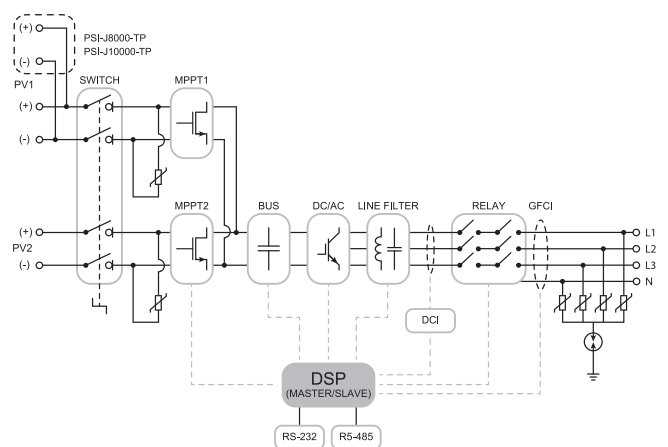 (+)
PSI-J8000-TP
PSI-J10000-TP
(-)
PV1
SWITCH
MPPT1
(+)
(-)
MPPT2
BUS
DC/AC
LINE FILTER
RELAY
GFCI
(+)
PV2
(-)
L1
L2
L3
N
DCI
DSP
(MASTER/SLAVE)
RS-232
R5-485